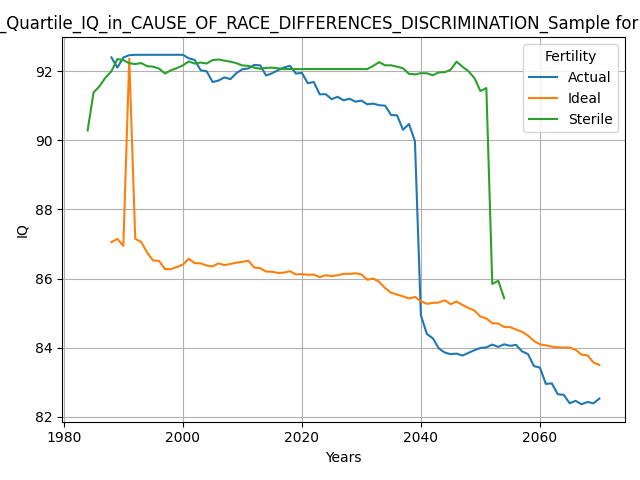 _Quartile_IQ_in_CAUSE_OF_RACE_DIFFERENCES_DISCRIMINATION_Sample for
Fertility
Actual
Ideal
Sterile
IQ
92
90
88
86
84
82
1980
2000
2020
2040
2060
Years